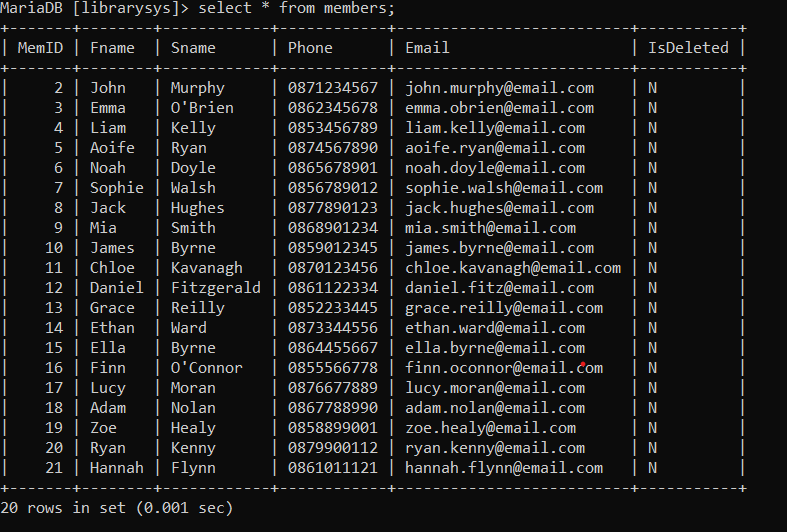 MariaDB [librarysys]> select * from members;
+-------+--------+------------+------------+--------------------------+-----------+
| MemID | Fname  | Sname      | Phone      | Email                    | IsDeleted |
+-------+--------+------------+------------+--------------------------+-----------+
|     2 | John   | Murphy     | 0871234567 | john.murphy@email.com    | N         |
|     3 | Emma   | O'Brien    | 0862345678 | emma.obrien@email.com    | N         |
|     4 | Liam   | Kelly      | 0853456789 | liam.kelly@email.com     | N         |
|     5 | Aoife  | Ryan       | 0874567890 | aoife.ryan@email.com     | N         |
|     6 | Noah   | Doyle      | 0865678901 | noah.doyle@email.com     | N         |
|     7 | Sophie | Walsh      | 0856789012 | sophie.walsh@email.com   | N         |
|     8 | Jack   | Hughes     | 0877890123 | jack.hughes@email.com    | N         |
|     9 | Mia    | Smith      | 0868901234 | mia.smith@email.com      | N         |
|    10 | James  | Byrne      | 0859012345 | james.byrne@email.com    | N         |
|    11 | Chloe  | Kavanagh   | 0870123456 | chloe.kavanagh@email.com | N         |
|    12 | Daniel | Fitzgerald | 0861122334 | daniel.fitz@email.com    | N         |
|    13 | Grace  | Reilly     | 0852233445 | grace.reilly@email.com   | N         |
|    14 | Ethan  | Ward       | 0873344556 | ethan.ward@email.com     | N         |
|    15 | Ella   | Byrne      | 0864455667 | ella.byrne@email.com     | N         |
|    16 | Finn   | O'Connor   | 0855566778 | finn.oconnor@email.com   | N         |
|    17 | Lucy   | Moran      | 0876677889 | lucy.moran@email.com     | N         |
|    18 | Adam   | Nolan      | 0867788990 | adam.nolan@email.com     | N         |
|    19 | Zoe    | Healy      | 0858899001 | zoe.healy@email.com      | N         |
|    20 | Ryan   | Kenny      | 0879900112 | ryan.kenny@email.com     | N         |
|    21 | Hannah | Flynn      | 0861011121 | hannah.flynn@email.com   | N         |
+-------+--------+------------+------------+--------------------------+-----------+
20 rows in set (0.001 sec)